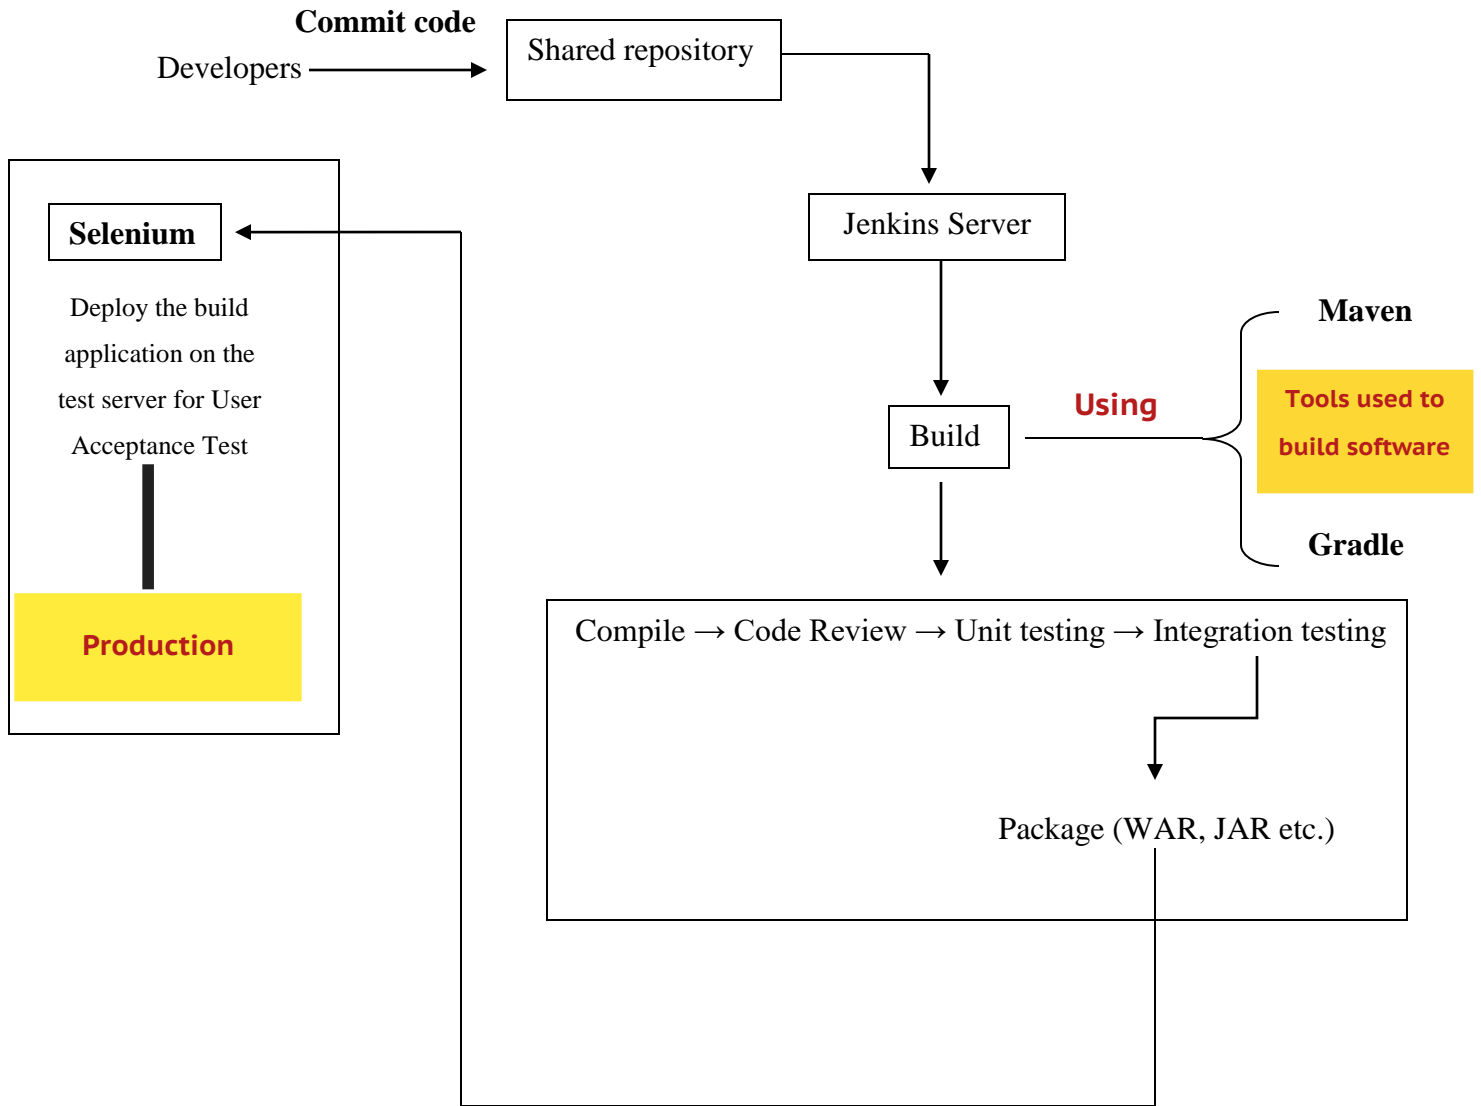 Commit code
Developers
Shared repository
Jenkins Server
Selenium
Deploy the build
application on the
test server for User
Acceptance Test
Production
Build
Using
Maven
Tools used to
build software
Gradle
Compile → Code Review → Unit testing → Integration testing
Package (WAR, JAR etc.)